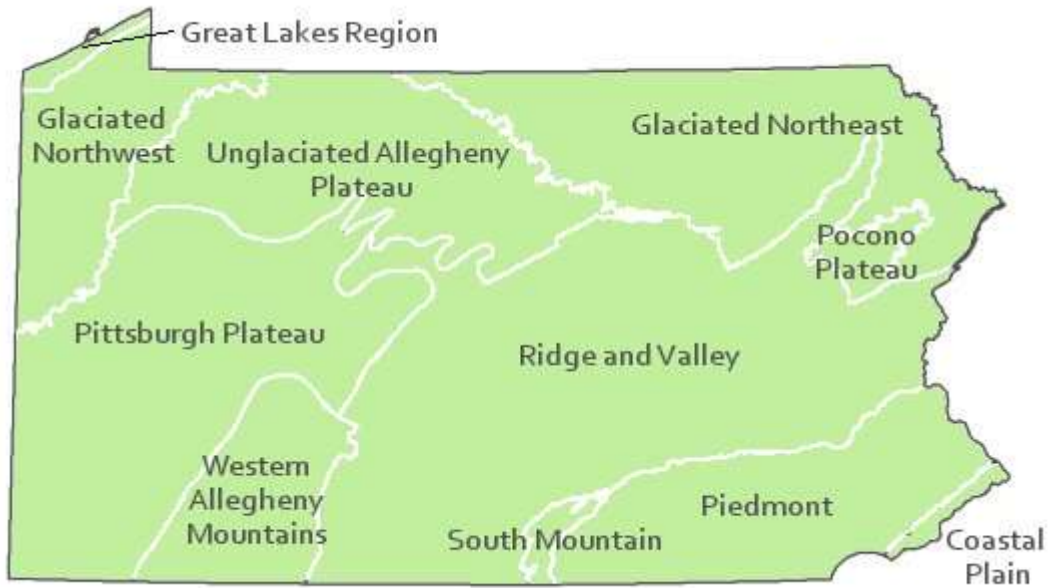 Great Lakes Region
Glaciated
Northwest
Unglaciated Allegheny
Plateau
Glaciated Northeast
Pocono
Plateau
Pittsburgh Plateau
Ridge and Valley
Western
Allegheny
Mountains
South Mountain
Piedmont
Coastal
Plain